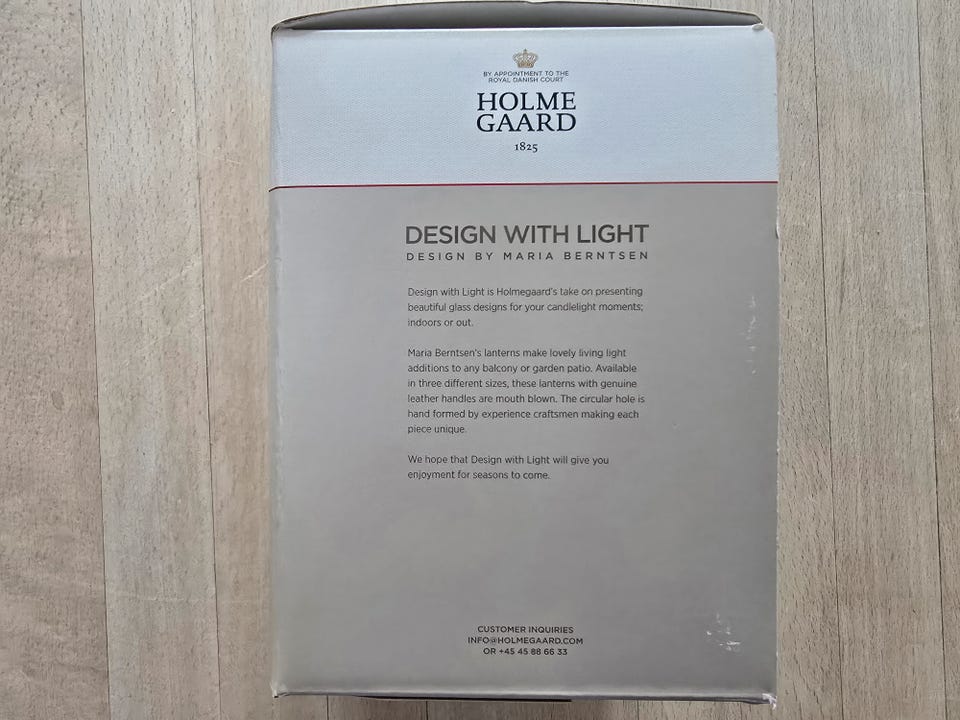 BY APPOINTMENT TO THE
ROYAL DANISH COURT
HOLME
GAARD
1825
DESIGN WITH LIGHT
DESIGN BY MARIA BERNTSEN
Design with Light is Holmegaard's take on presenting
beautiful glass designs for your candlelight moments;
indoors or out.
Maria Berntsen's lanterns make lovely living light
additions to any balcony or garden patio. Available
in three different sizes, these lanterns with genuine
leather handles are mouth blown. The circular hole is
hand formed by experience craftsmen making each
piece unique.
We hope that Design with Light will give you
enjoyment for seasons to come.
CUSTOMER INQUIRIES
INFO@HOLMEGAARD.COM
OR +45 45 88 66 33